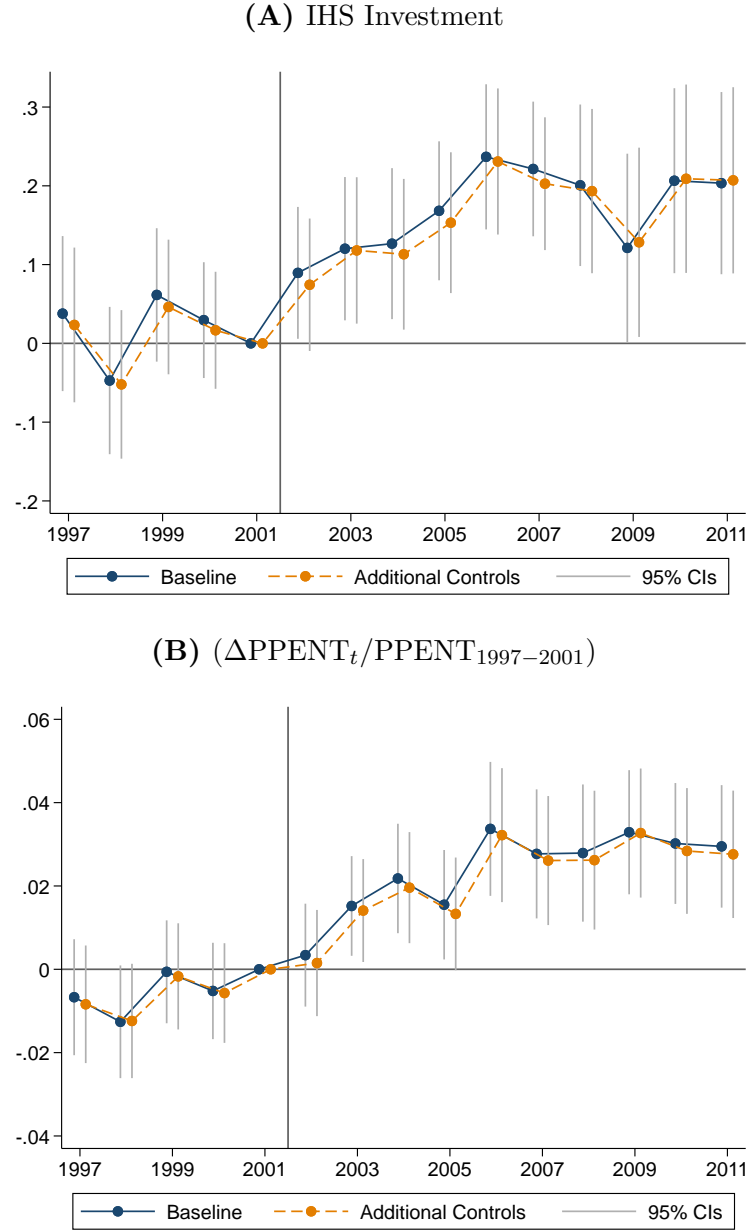 (A) IHS Investment
.3
.2
.1
0
-.1
-.2
1997 1999 2001 2003 2005 2007 2009 2011
Baseline Additional Controls 95% CIs
(B) (ΔPPENTₜ/PPENT₁₉₉₇₋₂₀₀₁)
.06
.04
.02
0
-.02
-.04
1997 1999 2001 2003 2005 2007 2009 2011
Baseline Additional Controls 95% CIs